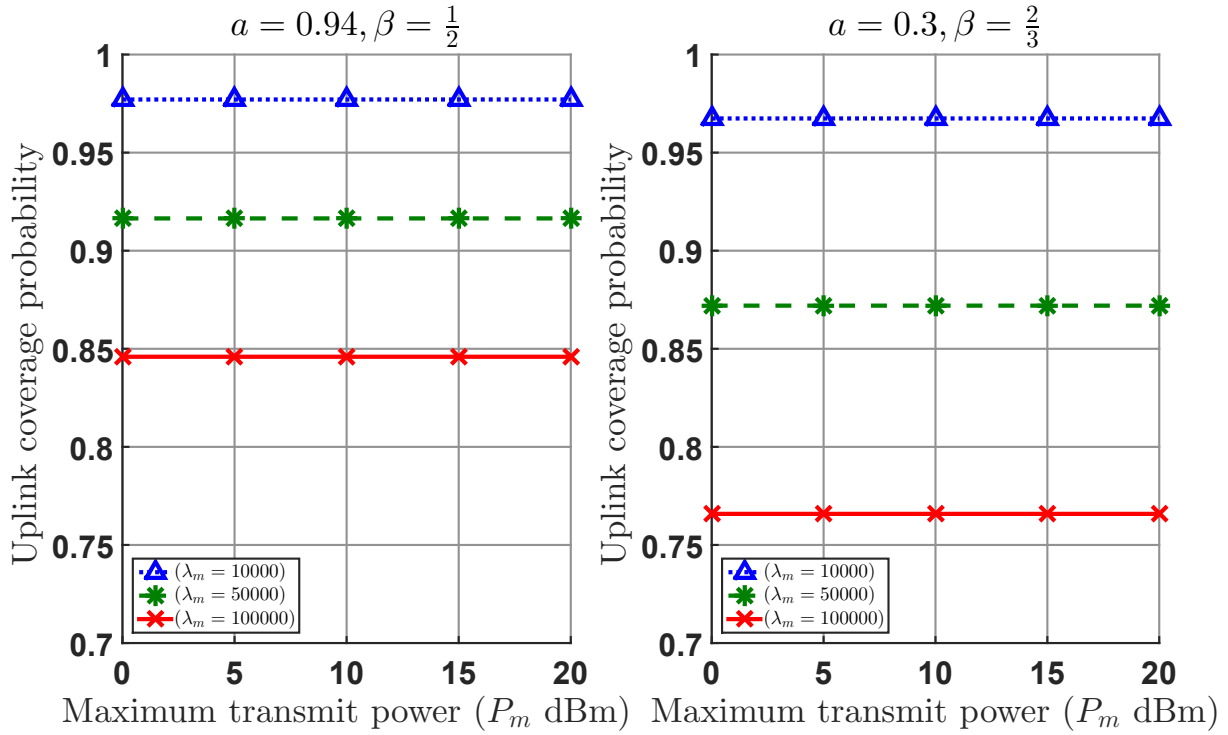 a = 0.94, β = 1/2
1
0.95
0.9
0.85
0.8
0.75
0.7
Uplink coverage probability
(λm = 10000)
(λm = 50000)
(λm = 100000)
0 5 10 15 20
Maximum transmit power (Pm dBm)
a = 0.3, β = 2/3
1
0.95
0.9
0.85
0.8
0.75
0.7
Uplink coverage probability
(λm = 10000)
(λm = 50000)
(λm = 100000)
0 5 10 15 20
Maximum transmit power (Pm dBm)